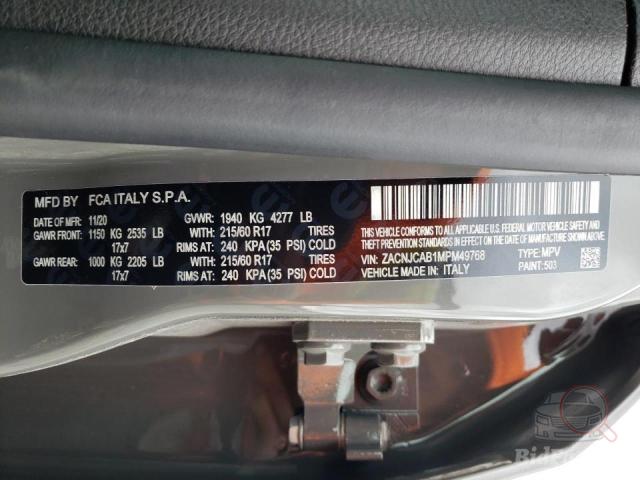 MFD BY FCA ITALY S.P.A.
DATE OF MFR: 11/20 GVWR: 1940 KG 4277 LB
GAWR FRONT: 1150 KG 2535 LB WITH: 215/60 R17 TIRES
17x7 RIMS AT: 240 KPA (35 PSI) COLD
GAWR REAR: 1000 KG 2205 LB WITH: 215/60 R17 TIRES
17x7 RIMS AT: 240 KPA (35 PSI) COLD
THIS VEHICLE CONFORMS TO ALL APPLICABLE
U.S.A. FEDERAL MOTOR VEHICLE SAFETY, BUMPER,
AND THEFT PREVENTION STANDARDS IN EFFECT ON
THE DATE OF MANUFACTURE SHOWN ABOVE.
VIN: ZACNJCAB1MPM49768 TYPE: MPV
VEHICLE MADE IN: ITALY PAINT: 503